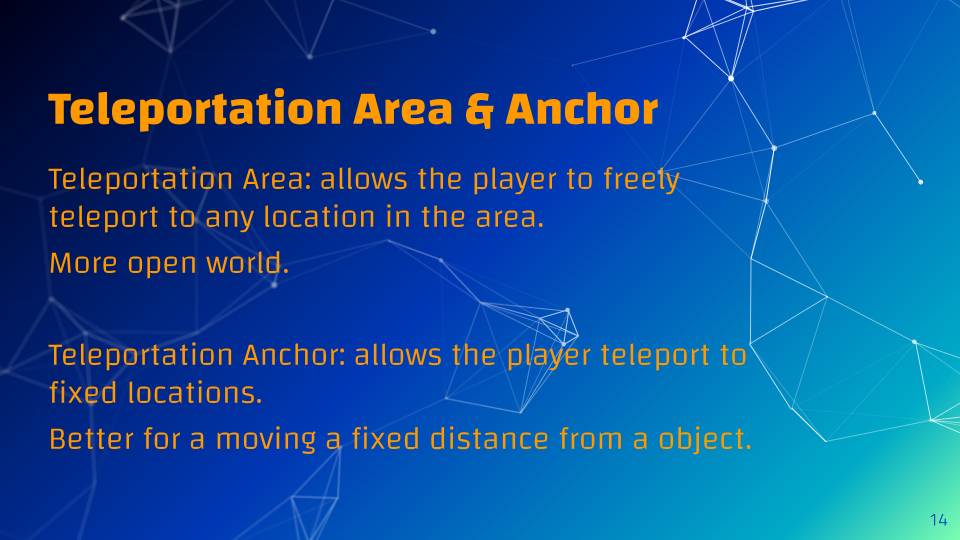 Teleportation Area & Anchor
Teleportation Area: allows the player to freely
teleport to any location in the area.
More open world.
Teleportation Anchor: allows the player teleport to
fixed locations.
Better for a moving a fixed distance from a object.
14